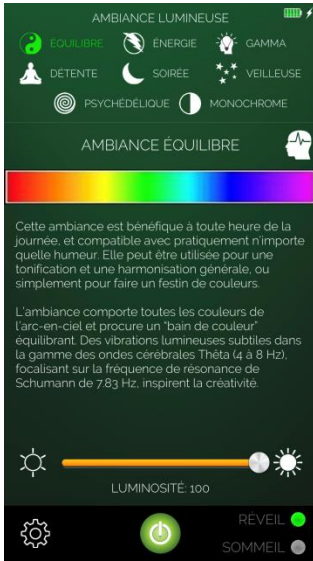 AMBIANCE LUMINEUSE
ÉQUILIBRE ÉNERGIE GAMMA
DÉTENTE SOIRÉE VEILLEUSE
PSYCHÉDÉLIQUE MONOCHROME
AMBIANCE ÉQUILIBRE
Cette ambiance est bénéfique à toute heure de la
journée, et compatible avec pratiquement n'importe
quelle humeur. Elle peut être utilisée pour une
tonification et une harmonisation générale, ou
simplement pour faire un festin de couleurs.
L'ambiance comporte toutes les couleurs de
l'arc-en-ciel et procure un "bain de couleur"
équilibrant. Des vibrations lumineuses subtiles dans
la gamme des ondes cérébrales Thêta (4 à 8 Hz),
focalisant sur la fréquence de résonance de
Schumann de 7.83 Hz, inspirent la créativité.
LUMINOSITÉ: 100
RÉVEIL
SOMMEIL